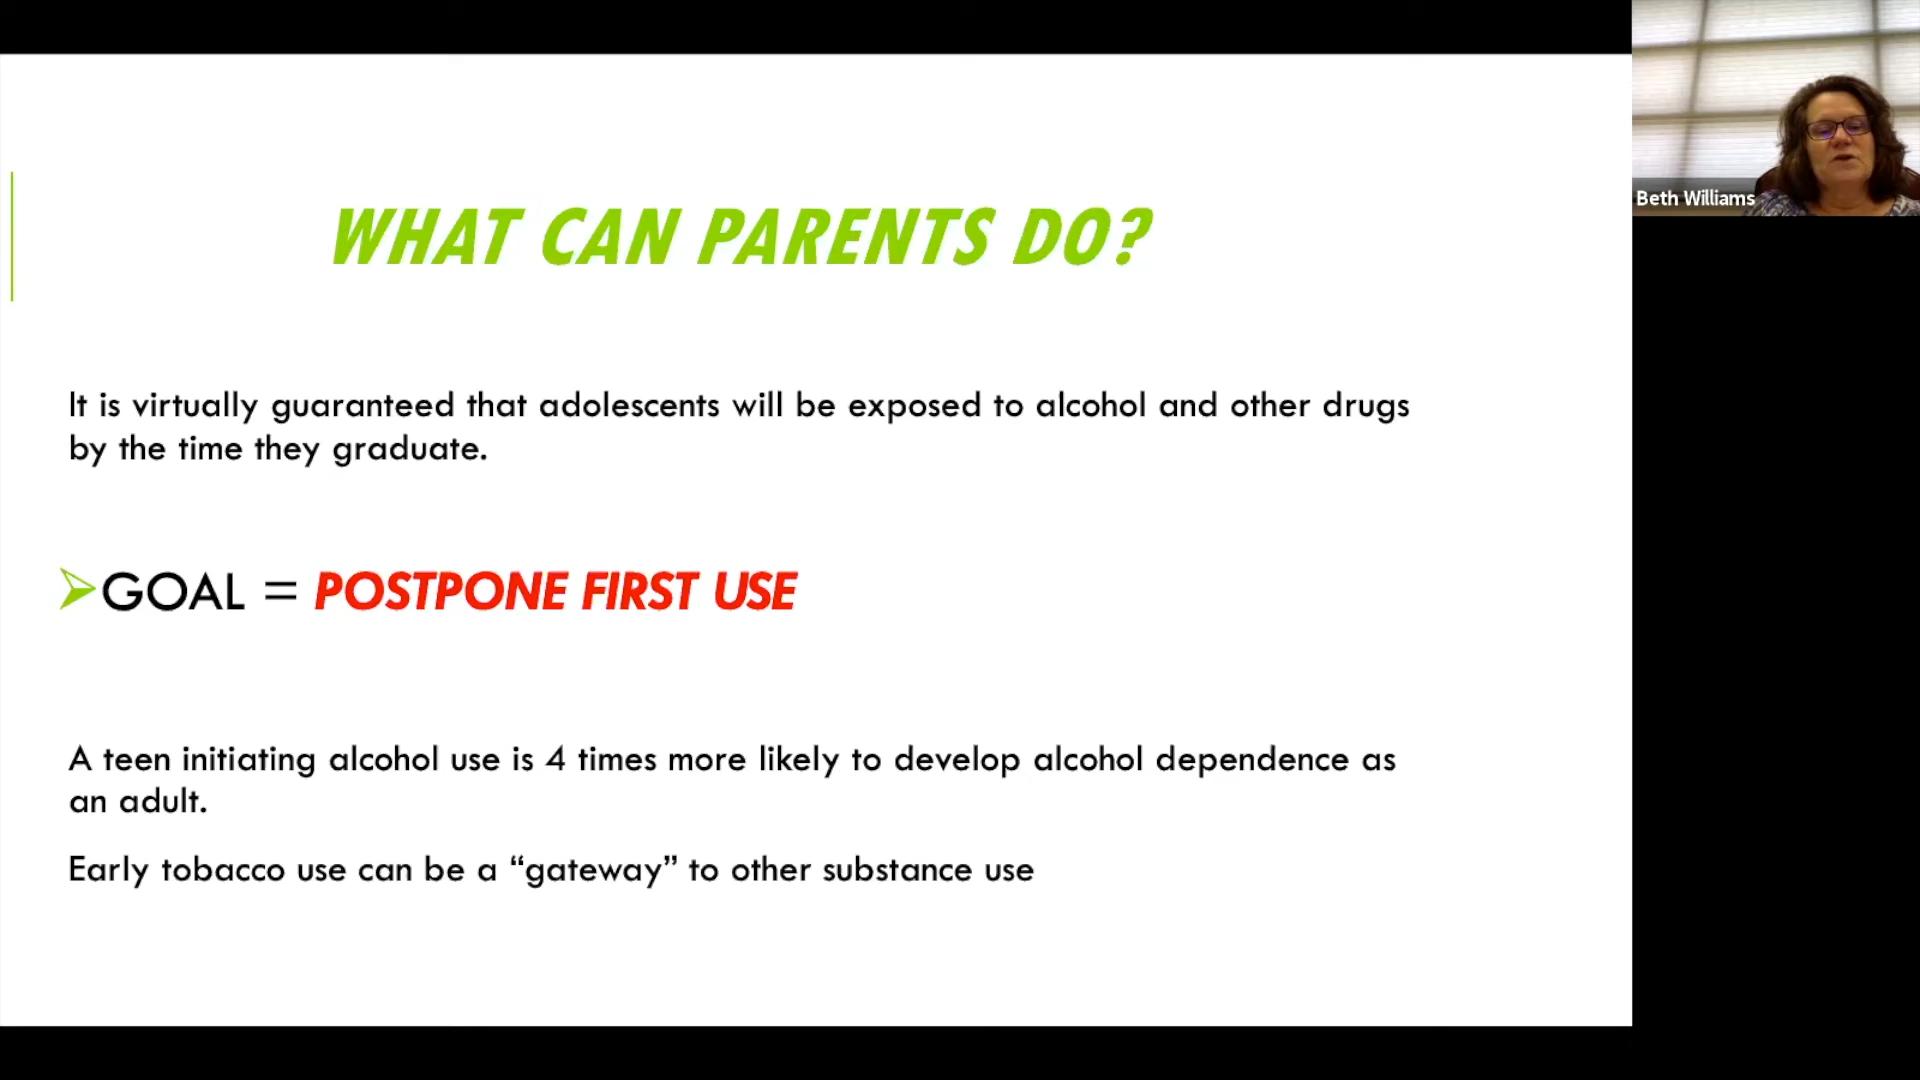 WHAT CAN PARENTS DO?
It is virtually guaranteed that adolescents will be exposed to alcohol and other drugs
by the time they graduate.
GOAL = POSTPONE FIRST USE
A teen initiating alcohol use is 4 times more likely to develop alcohol dependence as
an adult.
Early tobacco use can be a “gateway” to other substance use
Beth Williams